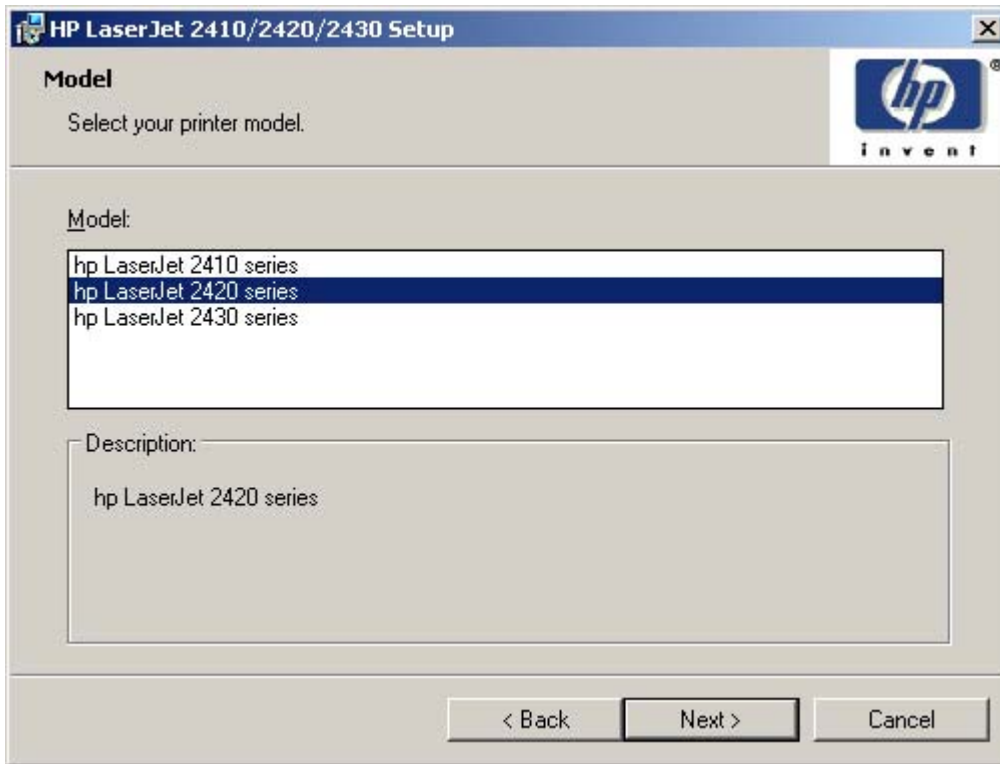 HP LaserJet 2410/2420/2430 Setup
Model
Select your printer model.
hp ®
invent
Model:
hp LaserJet 2410 series
hp LaserJet 2420 series
hp LaserJet 2430 series
Description:
hp LaserJet 2420 series
< Back
Next >
Cancel